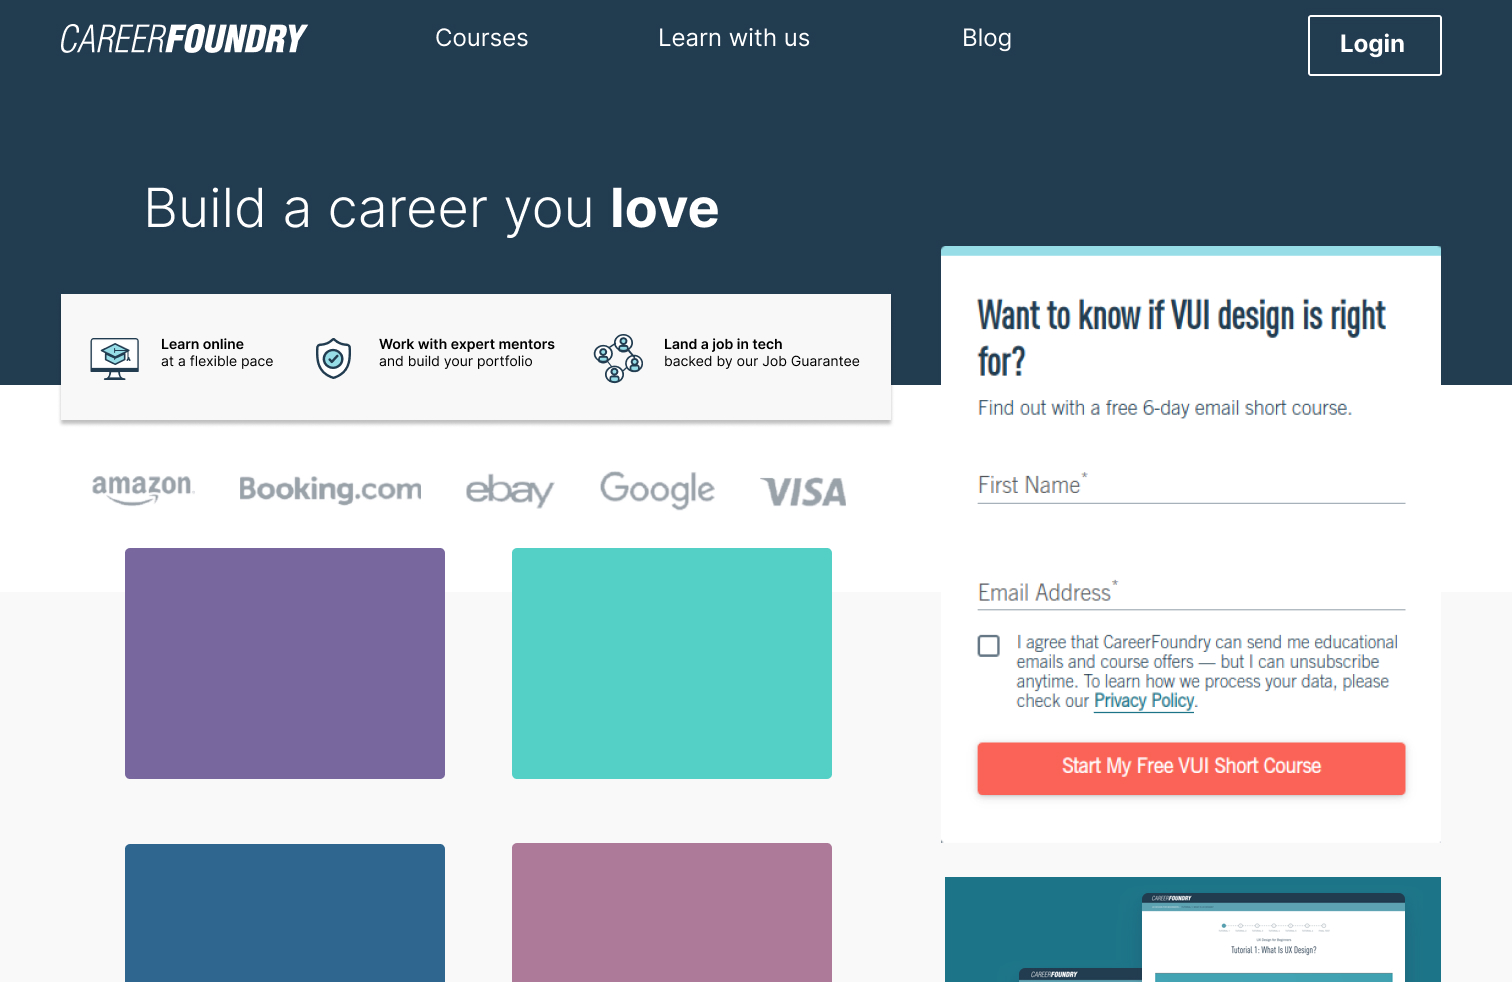 CAREERFOUNDRY
Courses
Learn with us
Blog
Login
Build a career you love
Learn online
at a flexible pace
Work with expert mentors
and build your portfolio
Land a job in tech
backed by our Job Guarantee
amazon
Booking.com
ebay
Google
VISA
Want to know if VUI design is right
for?
Find out with a free 6-day email short course.
First Name*
Email Address*
I agree that CareerFoundry can send me educational
emails and course offers — but I can unsubscribe
anytime. To learn how we process your data, please
check our Privacy Policy.
Start My Free VUI Short Course
CAREERFOUNDRY
UX Design for Beginners
Tutorial 1: What Is UX Design?
CAREERFOUNDRY